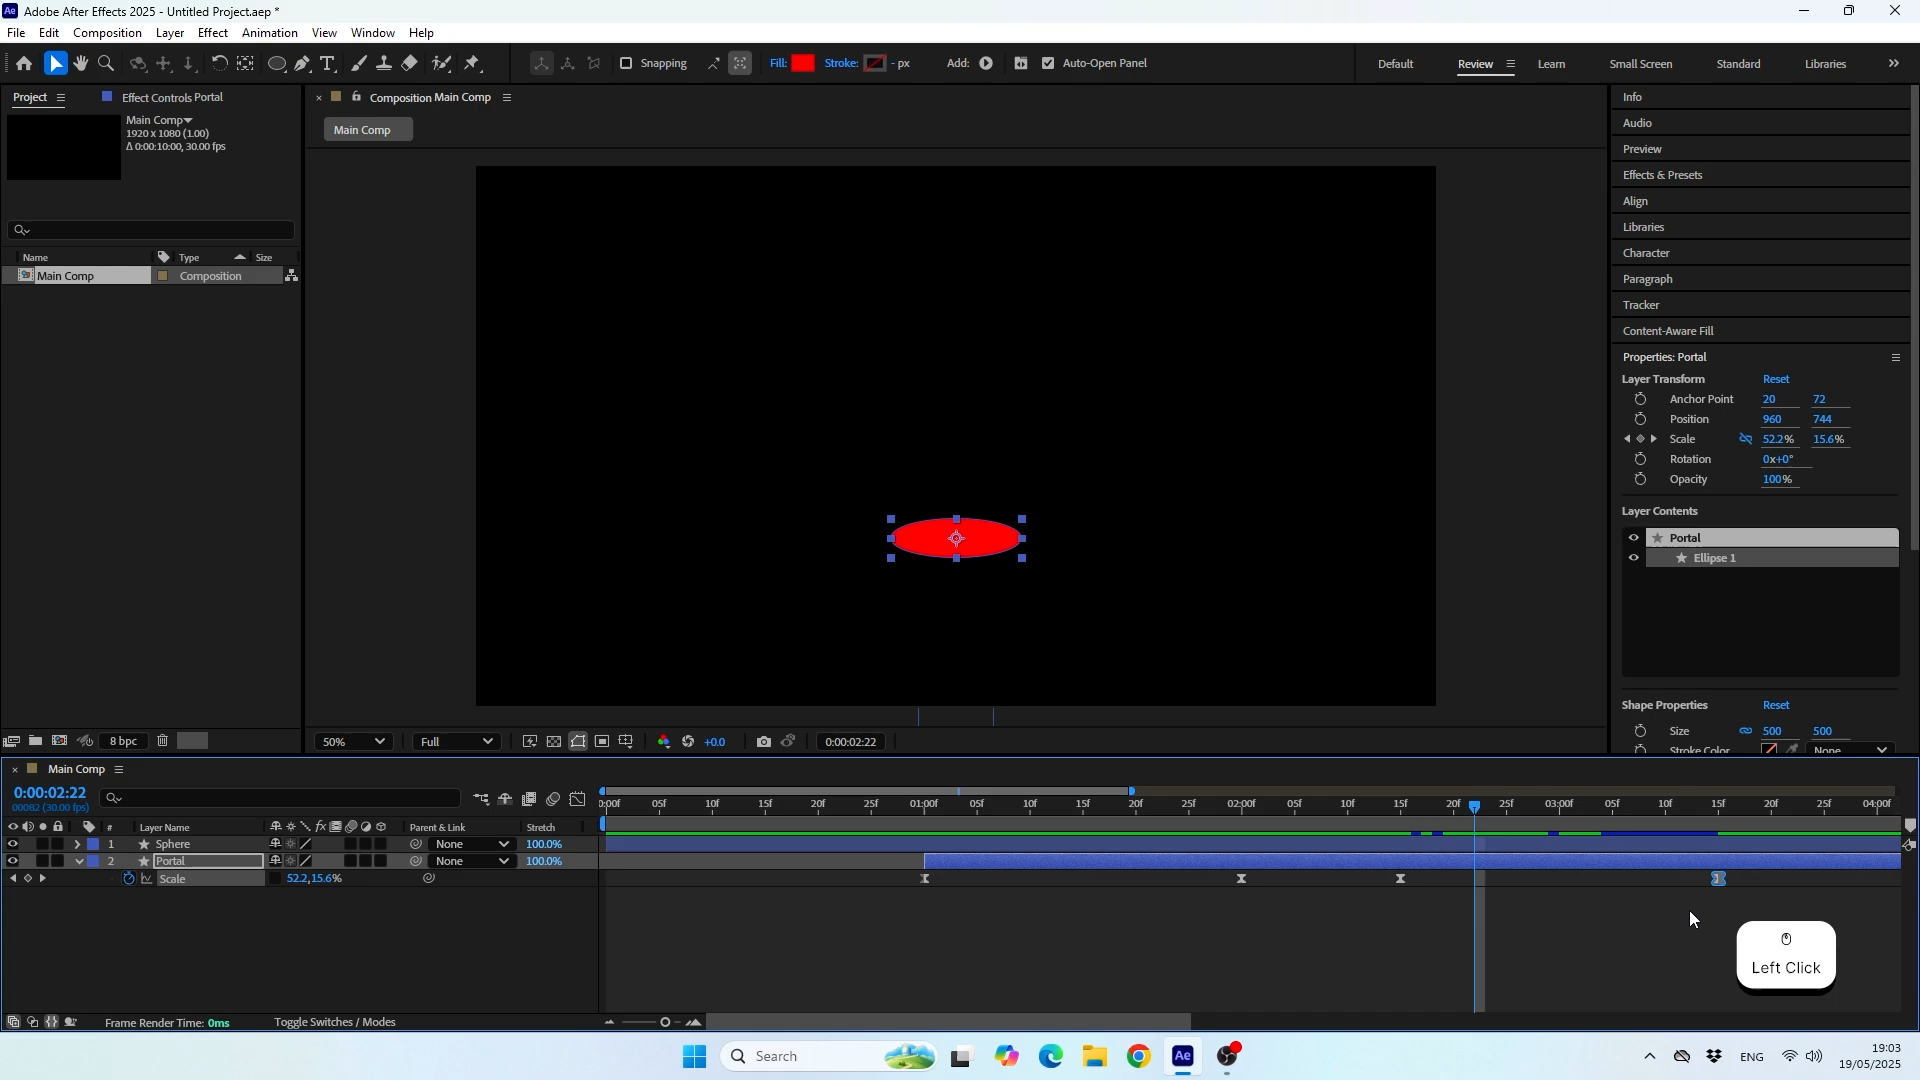 Adobe After Effects 2025 - Untitled Project.aep *
File Edit Composition Layer Effect Animation View Window Help
Snapping Fill: Stroke: - px Add: Auto-Open Panel Default Review Learn Small Screen Standard Libraries
Project Effect Controls Portal
Composition Main Comp
Main Comp
Main Comp
1920 x 1080 (1.00)
Δ 0:00:10:00, 30.00 fps
Name Type Size
Main Comp Composition
Info
Audio
Preview
Effects & Presets
Align
Libraries
Character
Paragraph
Tracker
Content-Aware Fill
Properties: Portal
Layer Transform Reset
Anchor Point 20 72
Position 960 744
Scale 52.2% 15.6%
Rotation 0x+0°
Opacity 100%
Layer Contents
Portal
Ellipse 1
Shape Properties Reset
Size 500 500
Stroke Color None
8 bpc
50% Full +0.0 0:00:02:22
Main Comp
0:00:02:22
00082 (30.00 fps)
:00f 05f 10f 15f 20f 25f 01:00f 05f 10f 15f 20f 25f 02:00f 05f 10f 15f 20f 25f 03:00f 05f 10f 15f 20f 25f 04:00f
# Layer Name fx Parent & Link Stretch
1 Sphere None 100.0%
2 Portal None 100.0%
Scale 52.2,15.6%
Left Click
Frame Render Time: 0ms Toggle Switches / Modes
Search
Ae
ENG
19:03
19/05/2025